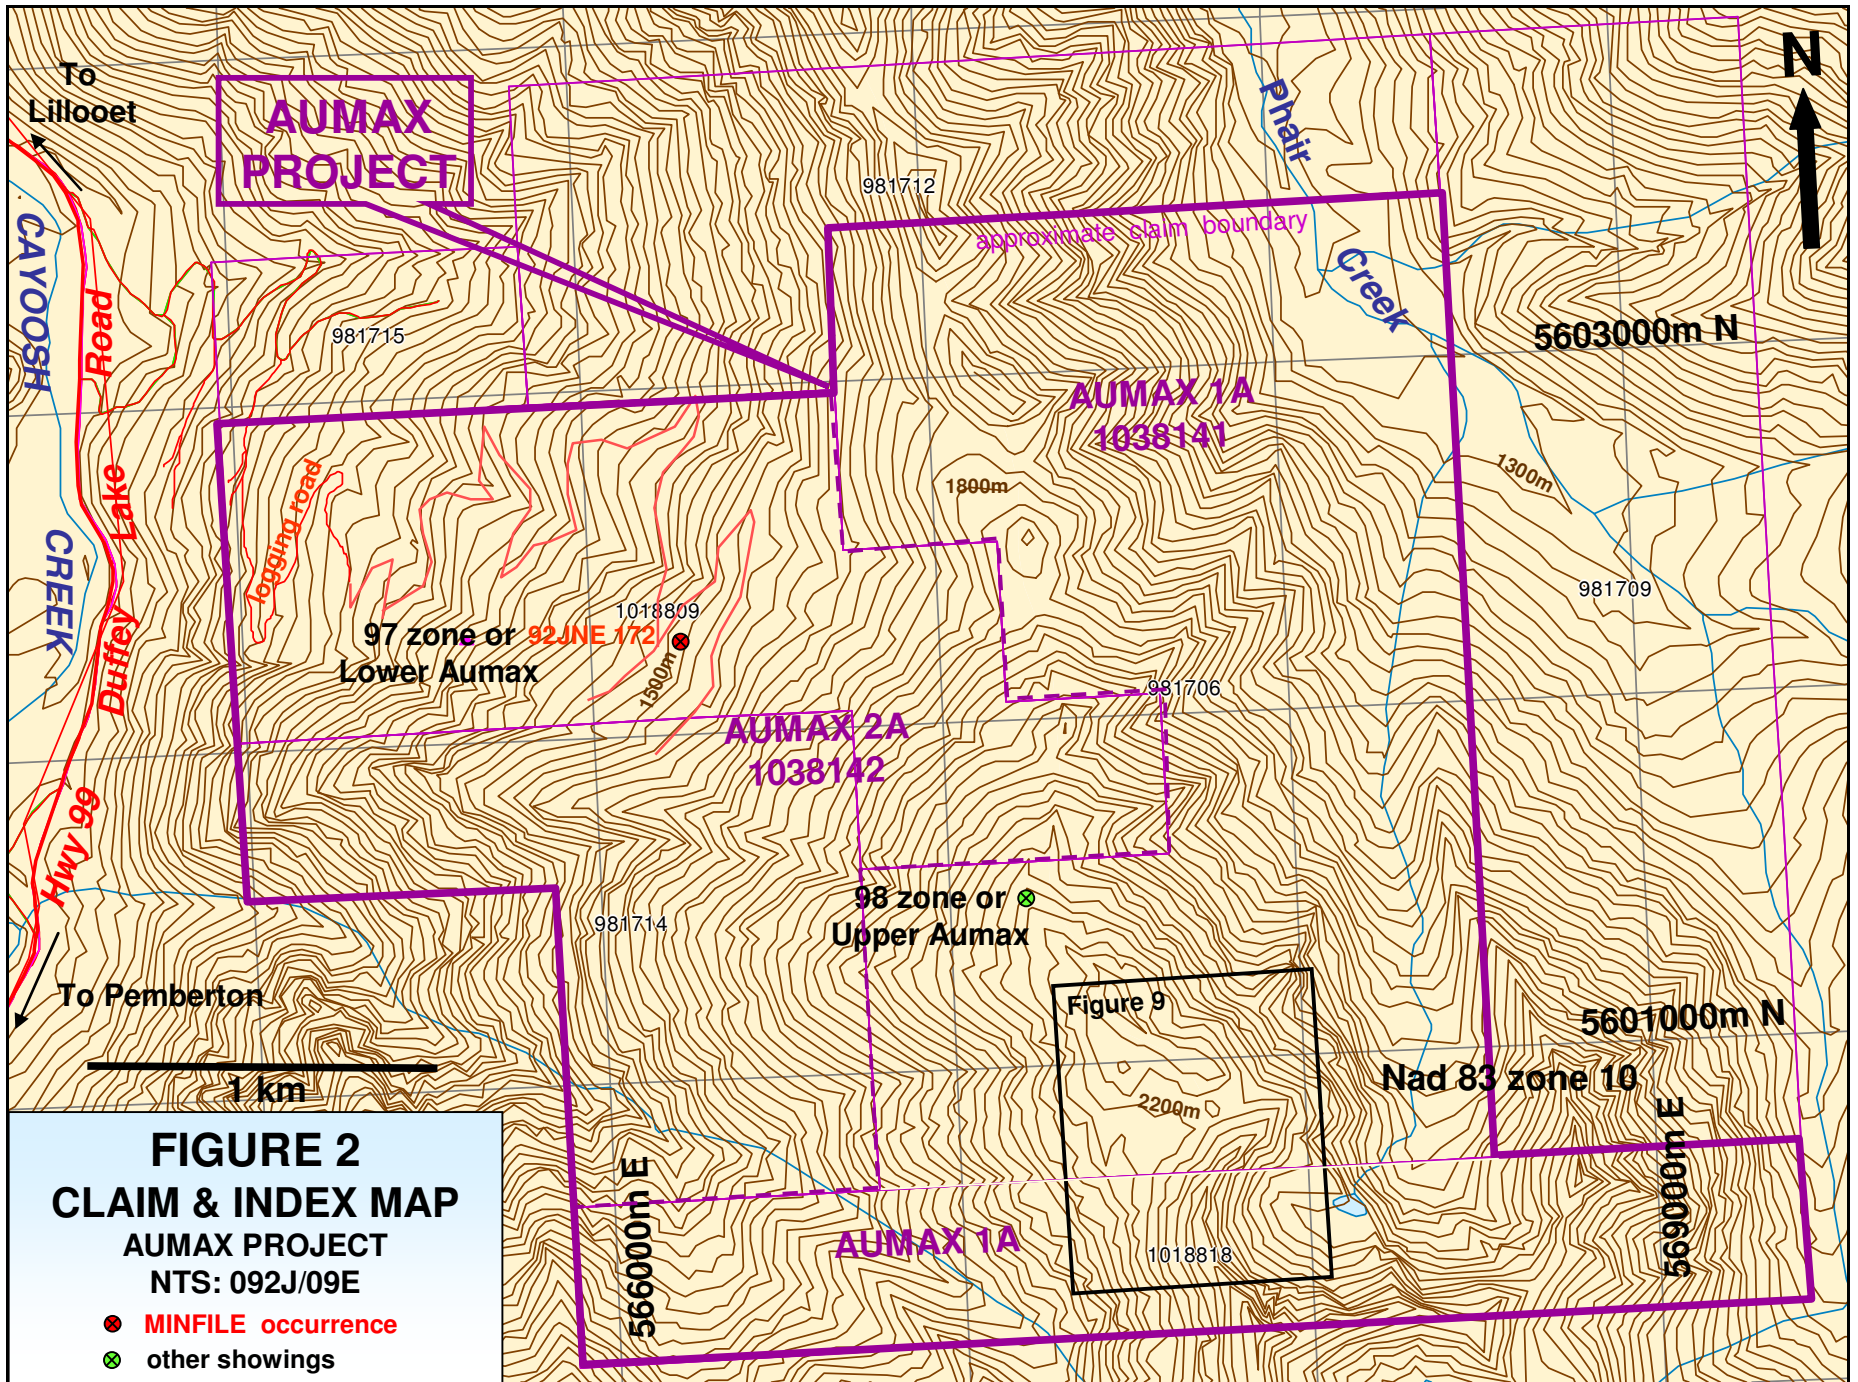 To
Lillooet
AUMAX
PROJECT
N
Phair
Creek
981712
approximate claim boundary
CAYOOSH
CREEK
Road
Lake
Duffey
Hwy 99
981715
5603000m N
AUMAX 1A
1038141
1800m
1300m
logging road
981709
1018809
97 zone or 92JNE 172
Lower Aumax
1500m
981706
AUMAX 2A
1038142
98 zone or
Upper Aumax
981714
To Pemberton
Figure 9
5601000m N
Nad 83 zone 10
1 km
2200m
566000m E
569000m E
AUMAX 1A
1018818
FIGURE 2
CLAIM & INDEX MAP
AUMAX PROJECT
NTS: 092J/09E
MINFILE occurrence
other showings